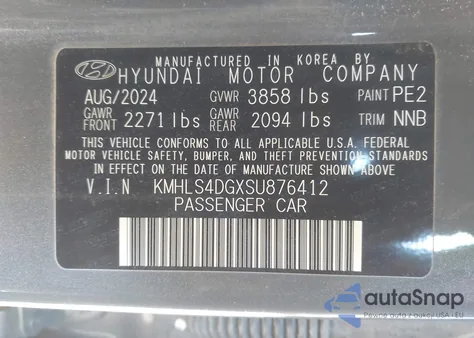 MANUFACTURED IN KOREA BY
HYUNDAI MOTOR COMPANY
AUG/2024 GVWR 3858 lbs PAINT PE2
GAWR FRONT 2271 lbs GAWR REAR 2094 lbs TRIM NNB
THIS VEHICLE CONFORMS TO ALL APPLICABLE U.S.A. FEDERAL
MOTOR VEHICLE SAFETY, BUMPER, AND THEFT PREVENTION STANDARDS
IN EFFECT ON THE DATE OF MANUFACTURE SHOWN ABOVE.
V.I.N KMHLS4DGXSU876412
PASSENGER CAR
autoSnap